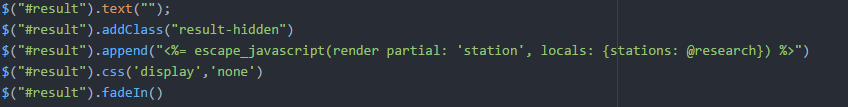 $("#result").text("");
$("#result").addClass("result-hidden")
$("#result").append("<%= escape_javascript(render partial: 'station', locals: {stations: @research}) %>")
$("#result").css('display','none')
$("#result").fadeIn()